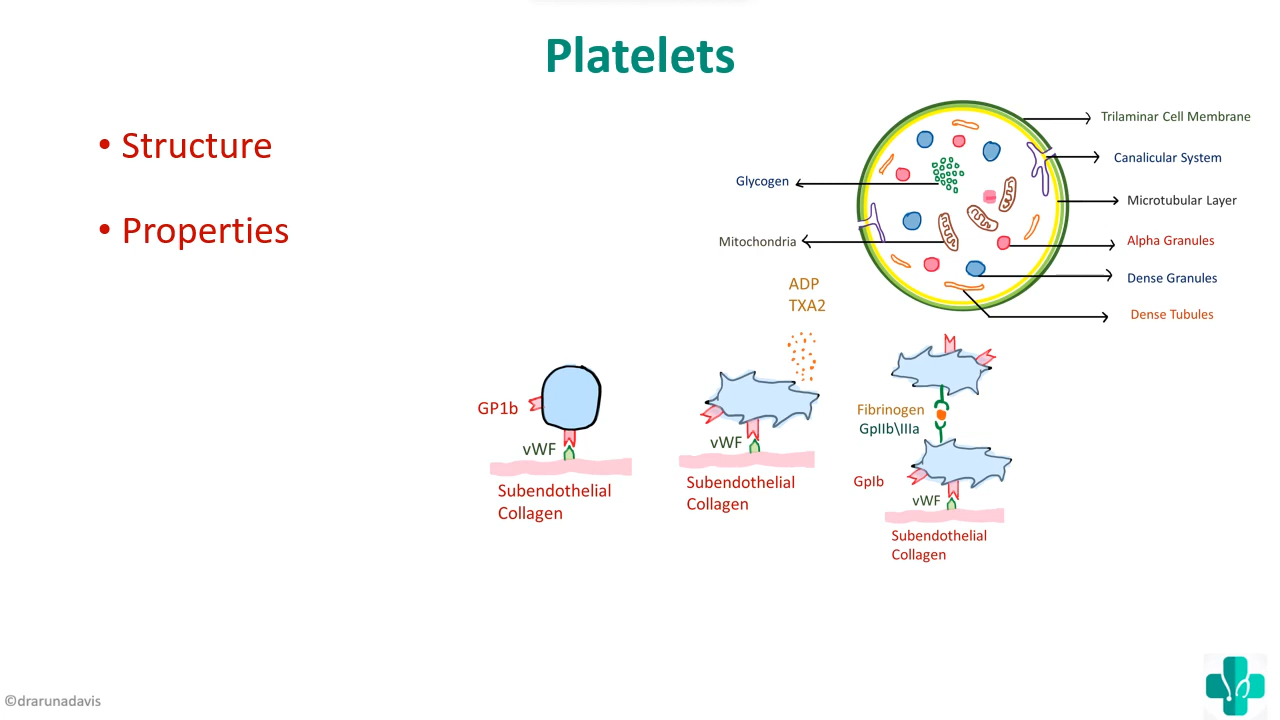 Platelets
• Structure
• Properties
Trilaminar Cell Membrane
Canalicular System
Glycogen
Microtubular Layer
Mitochondria
Alpha Granules
Dense Granules
Dense Tubules
ADP
TXA2
GP1b
vWF
Subendothelial
Collagen
vWF
Subendothelial
Collagen
Fibrinogen
GpIIb\IIIa
GpIb
vWF
Subendothelial
Collagen
©drarunadavis